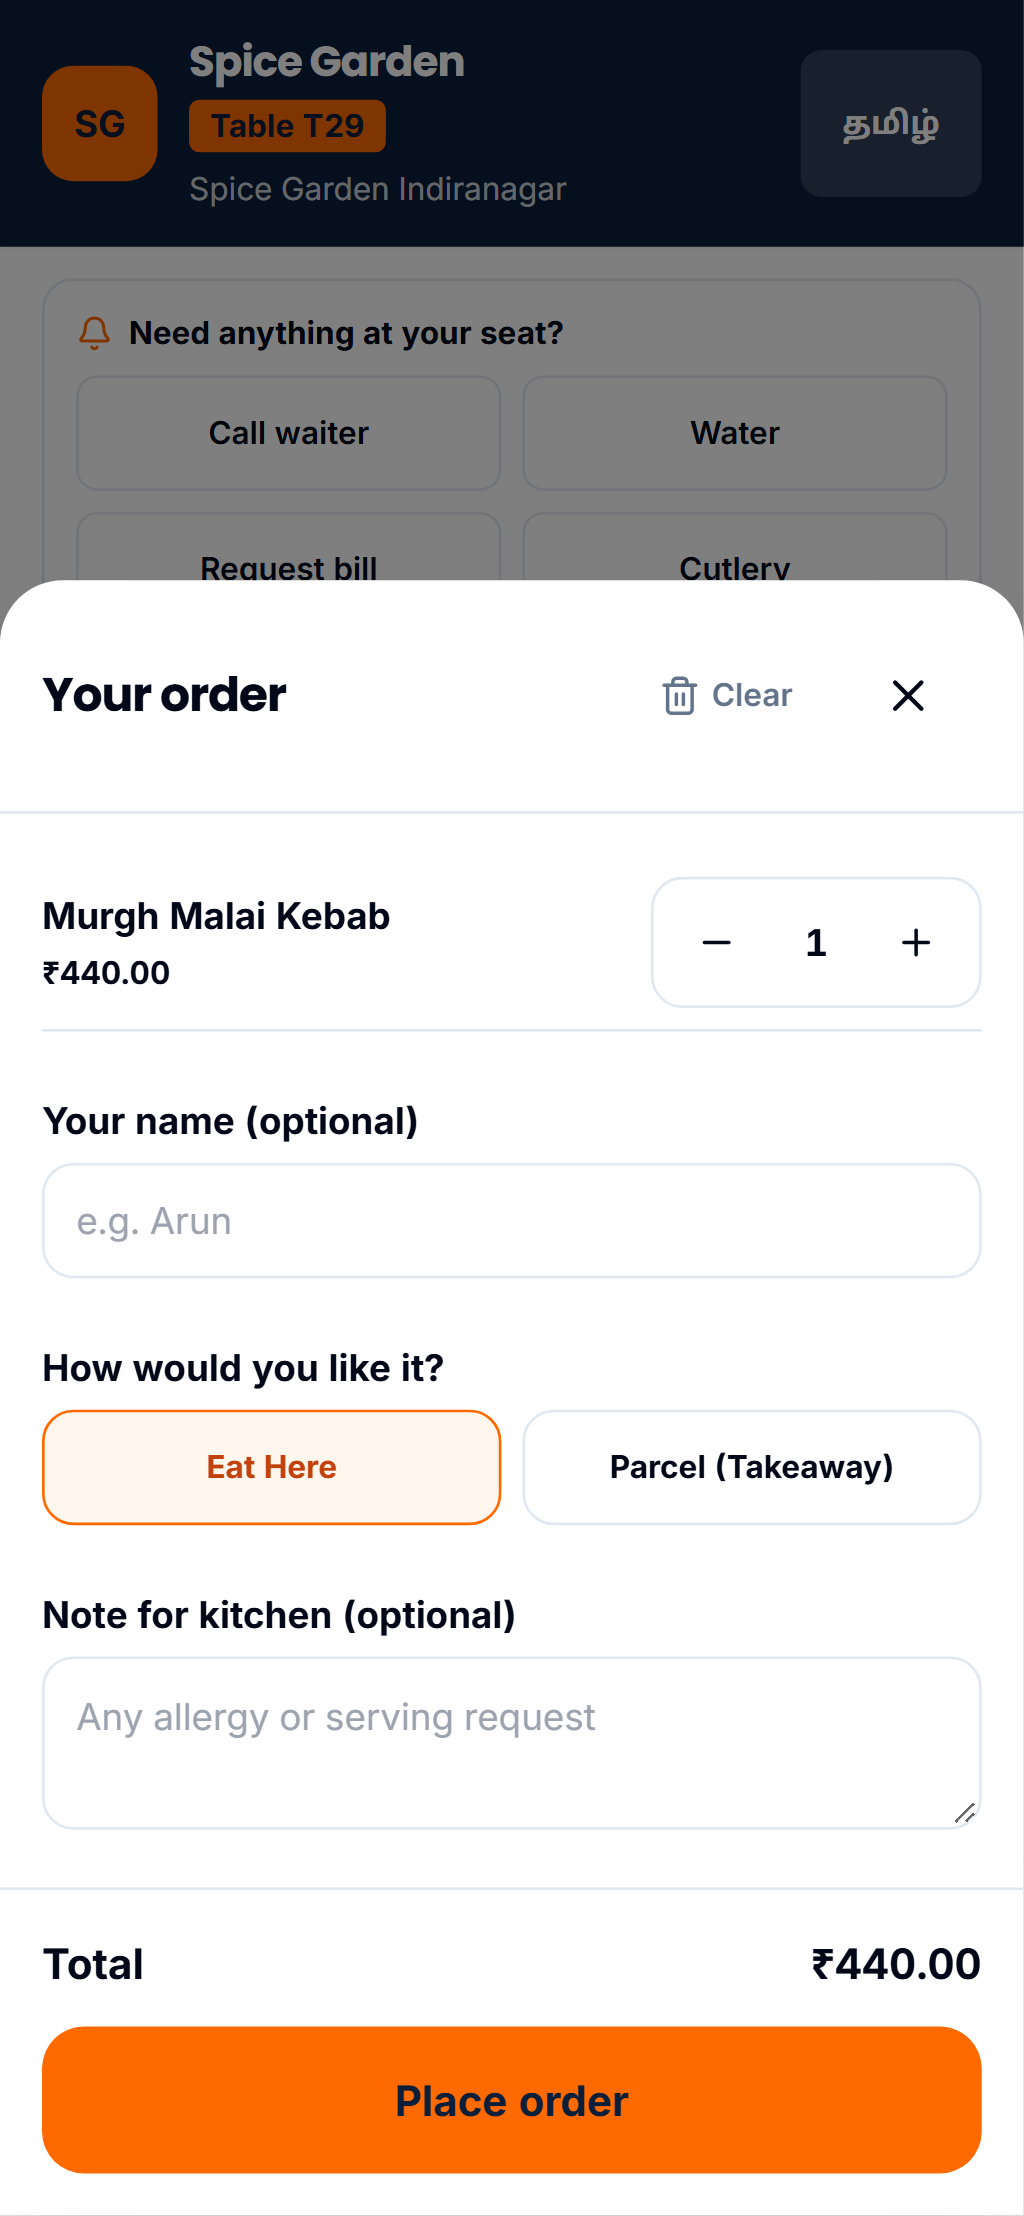 SG
Spice Garden
Table T29
Spice Garden Indiranagar
தமிழ்
Need anything at your seat?
Call waiter
Water
Request bill
Cutlery
Your order
Clear
Murgh Malai Kebab
₹440.00
1
Your name (optional)
e.g. Arun
How would you like it?
Eat Here
Parcel (Takeaway)
Note for kitchen (optional)
Any allergy or serving request
Total
₹440.00
Place order